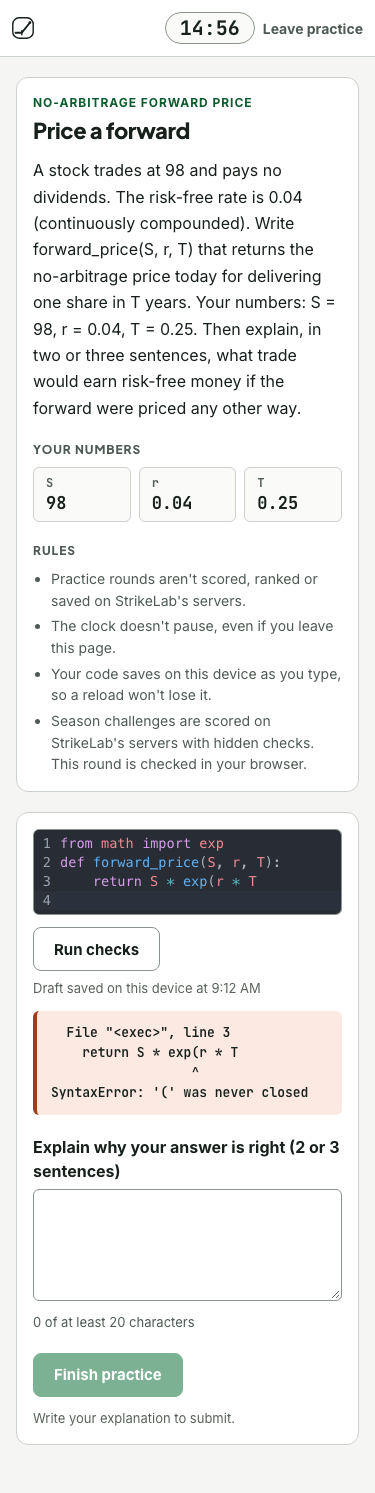 14:56 Leave practice
NO-ARBITRAGE FORWARD PRICE
Price a forward
A stock trades at 98 and pays no
dividends. The risk-free rate is 0.04
(continuously compounded). Write
forward_price(S, r, T) that returns the
no-arbitrage price today for delivering
one share in T years. Your numbers: S =
98, r = 0.04, T = 0.25. Then explain, in
two or three sentences, what trade
would earn risk-free money if the
forward were priced any other way.
YOUR NUMBERS
S r T
98 0.04 0.25
RULES
• Practice rounds aren't scored, ranked or
saved on StrikeLab's servers.
• The clock doesn't pause, even if you leave
this page.
• Your code saves on this device as you type,
so a reload won't lose it.
• Season challenges are scored on
StrikeLab's servers with hidden checks.
This round is checked in your browser.
1 from math import exp
2 def forward_price(S, r, T):
3     return S * exp(r * T
4
Run checks
Draft saved on this device at 9:12 AM
  File "<exec>", line 3
    return S * exp(r * T
                  ^
SyntaxError: '(' was never closed
Explain why your answer is right (2 or 3
sentences)
0 of at least 20 characters
Finish practice
Write your explanation to submit.